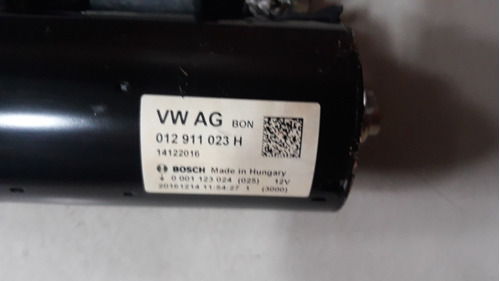 VW AG BON
012 911 023 H
14122016
BOSCH Made in Hungary
0 001 123 024 (025) 12V
20161214 11-54-27 1 (3000)